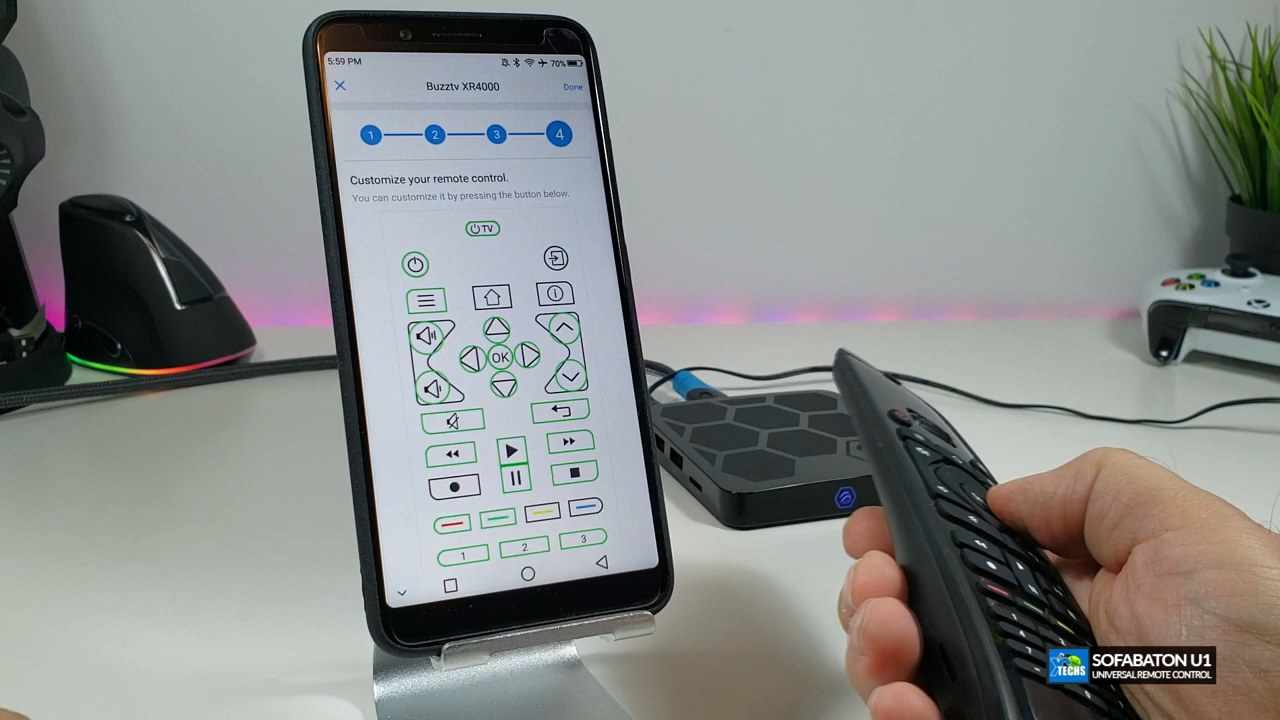 5:59 PM
70%
Buzztv XR4000
Done
1 2 3 4
Customize your remote control.
You can customize it by pressing the button below.
TV
OK
1 2 3
TECHS
SOFABATON U1
UNIVERSAL REMOTE CONTROL